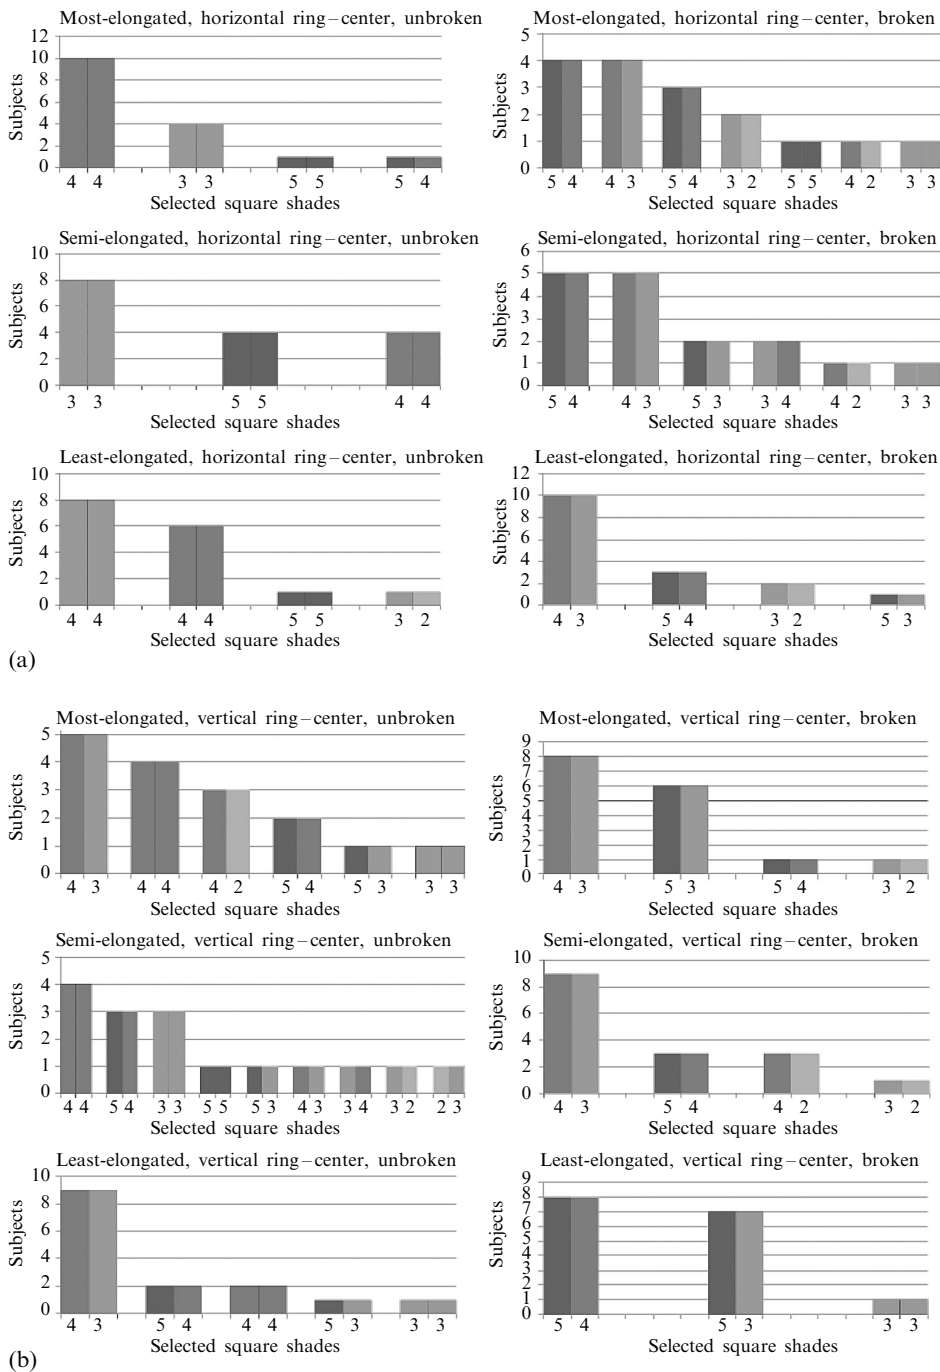 Most-elongated, horizontal ring–center, unbroken
12
10
8
6
4
2
0
Subjects
4 4 3 3 5 5 5 4
Selected square shades
Most-elongated, horizontal ring–center, broken
5
4
3
2
1
0
Subjects
5 4 4 3 5 4 3 2 5 5 4 2 3 3
Selected square shades
Semi-elongated, horizontal ring–center, unbroken
10
8
6
4
2
0
Subjects
3 3 5 5 4 4
Selected square shades
Semi-elongated, horizontal ring–center, broken
6
5
4
3
2
1
0
Subjects
5 4 4 3 5 3 3 4 4 2 3 3
Selected square shades
Least-elongated, horizontal ring–center, unbroken
10
8
6
4
2
0
Subjects
4 4 4 4 5 5 3 2
Selected square shades
Least-elongated, horizontal ring–center, broken
12
10
8
6
4
2
0
Subjects
4 3 5 4 3 2 5 3
Selected square shades
(a)
Most-elongated, vertical ring–center, unbroken
5
4
3
2
1
0
Subjects
4 3 4 4 4 2 5 4 5 3 3 3
Selected square shades
Most-elongated, vertical ring–center, broken
9
8
7
6
5
4
3
2
1
0
Subjects
4 3 5 3 5 4 3 2
Selected square shades
Semi-elongated, vertical ring–center, unbroken
5
4
3
2
1
0
Subjects
4 4 5 4 3 3 5 5 5 3 4 3 3 4 3 2 2 3
Selected square shades
Semi-elongated, vertical ring–center, broken
10
8
6
4
2
0
Subjects
4 3 5 4 4 2 3 2
Selected square shades
Least-elongated, vertical ring–center, unbroken
10
8
6
4
2
0
Subjects
4 3 5 4 4 4 5 3 3 3
Selected square shades
Least-elongated, vertical ring–center, broken
9
8
7
6
5
4
3
2
1
0
Subjects
5 4 5 3 3 3
Selected square shades
(b)